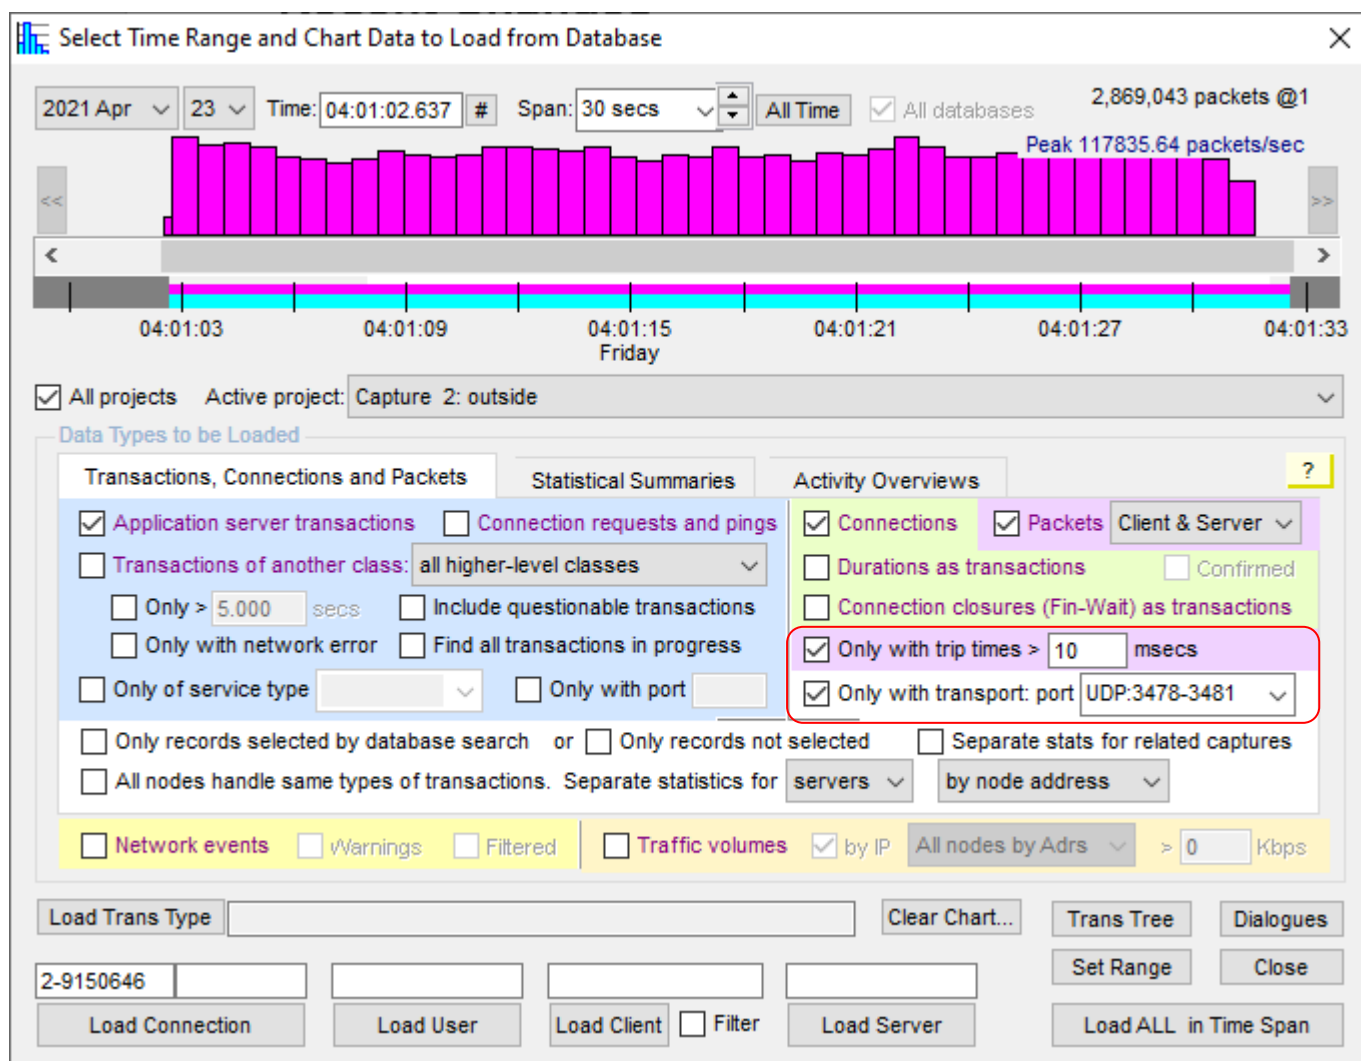 Select Time Range and Chart Data to Load from Database
2021 Apr 23 Time: 04:01:02.637 # Span: 30 secs All Time All databases 2,869,043 packets @1
Peak 117835.64 packets/sec
<< >>
04:01:03 04:01:09 04:01:15 04:01:21 04:01:27 04:01:33
Friday
All projects Active project: Capture 2: outside
Data Types to be Loaded
Transactions, Connections and Packets Statistical Summaries Activity Overviews ?
Application server transactions Connection requests and pings Connections Packets Client & Server
Transactions of another class: all higher-level classes Durations as transactions Confirmed
Only > 5.000 secs Include questionable transactions Connection closures (Fin-Wait) as transactions
Only with network error Find all transactions in progress Only with trip times > 10 msecs
Only of service type Only with port Only with transport: port UDP:3478-3481
Only records selected by database search or Only records not selected Separate stats for related captures
All nodes handle same types of transactions. Separate statistics for servers by node address
Network events Warnings Filtered Traffic volumes by IP All nodes by Adrs > 0 Kbps
Load Trans Type Clear Chart... Trans Tree Dialogues
Set Range Close
2-9150646
Load Connection Load User Load Client Filter Load Server Load ALL in Time Span